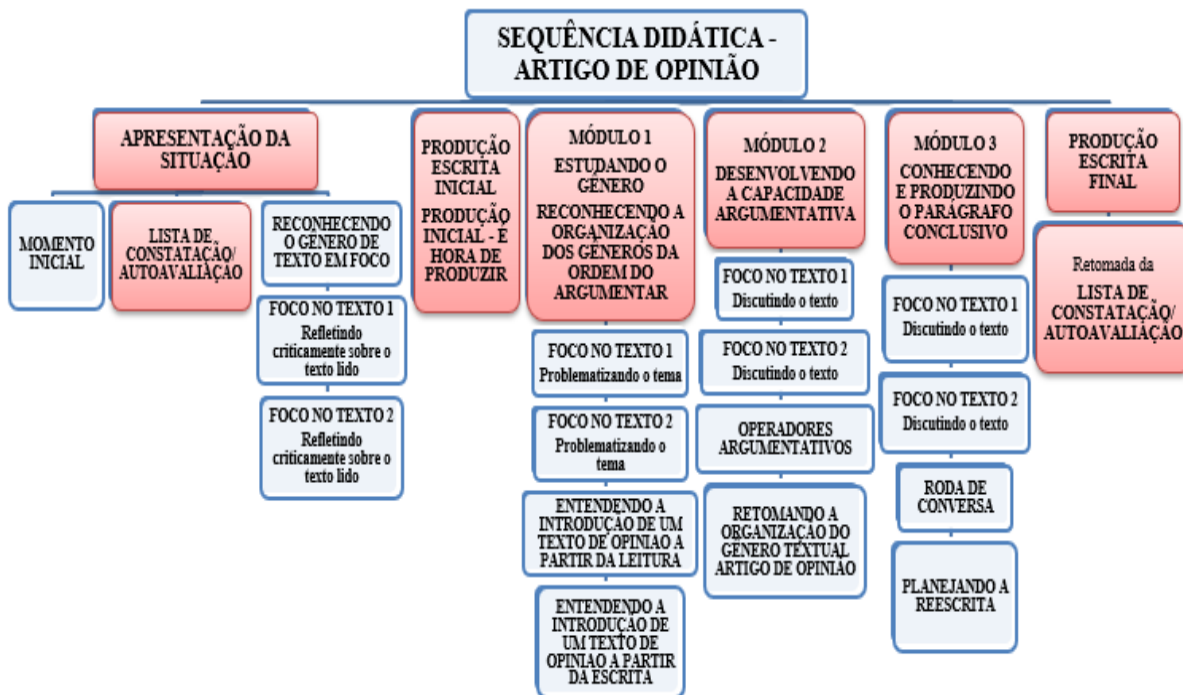 SEQUÊNCIA DIDÁTICA -
ARTIGO DE OPINIÃO
APRESENTAÇÃO DA
SITUAÇÃO
MOMENTO
INICIAL
LISTA DE
CONSTATAÇÃO/
AUTOAVALIAÇÃO
RECONHECENDO
O GÊNERO DE
TEXTO EM FOCO
FOCO NO TEXTO 1
Refletindo
criticamente sobre o
texto lido
FOCO NO TEXTO 2
Refletindo
criticamente sobre o
texto lido
PRODUÇÃO
ESCRITA
INICIAL
PRODUÇÃO
INICIAL - É
HORA DE
PRODUZIR
MÓDULO 1
ESTUDANDO O
GÊNERO
RECONHECENDO A
ORGANIZAÇÃO
DOS GÊNEROS DA
ORDEM DO
ARGUMENTAR
FOCO NO TEXTO 1
Problematizando o tema
FOCO NO TEXTO 2
Problematizando o
tema
ENTENDENDO A
INTRODUÇÃO DE UM
TEXTO DE OPINIAO A
PARTIR DA LEITURA
ENTENDENDO A
INTRODUÇÃO DE
UM TEXTO DE
OPINIAO A PARTIR
DA ESCRITA
MÓDULO 2
DESENVOLVENDO
A CAPACIDADE
ARGUMENTATIVA
FOCO NO TEXTO 1
Discutindo o texto
FOCO NO TEXTO 2
Discutindo o texto
OPERADORES
ARGUMENTATIVOS
RETOMANDO A
ORGANIZAÇÃO DO
GÊNERO TEXTUAL
ARTIGO DE OPINIÃO
MÓDULO 3
CONHECENDO
E PRODUZINDO
O PARÁGRAFO
CONCLUSIVO
FOCO NO TEXTO 1
Discutindo o texto
FOCO NO TEXTO 2
Discutindo o texto
RODA DE
CONVERSA
PLANEJANDO A
REESCRITA
PRODUÇÃO
ESCRITA
FINAL
Retomada da
LISTA DE
CONSTATAÇÃO/
AUTOAVALIAÇÃO